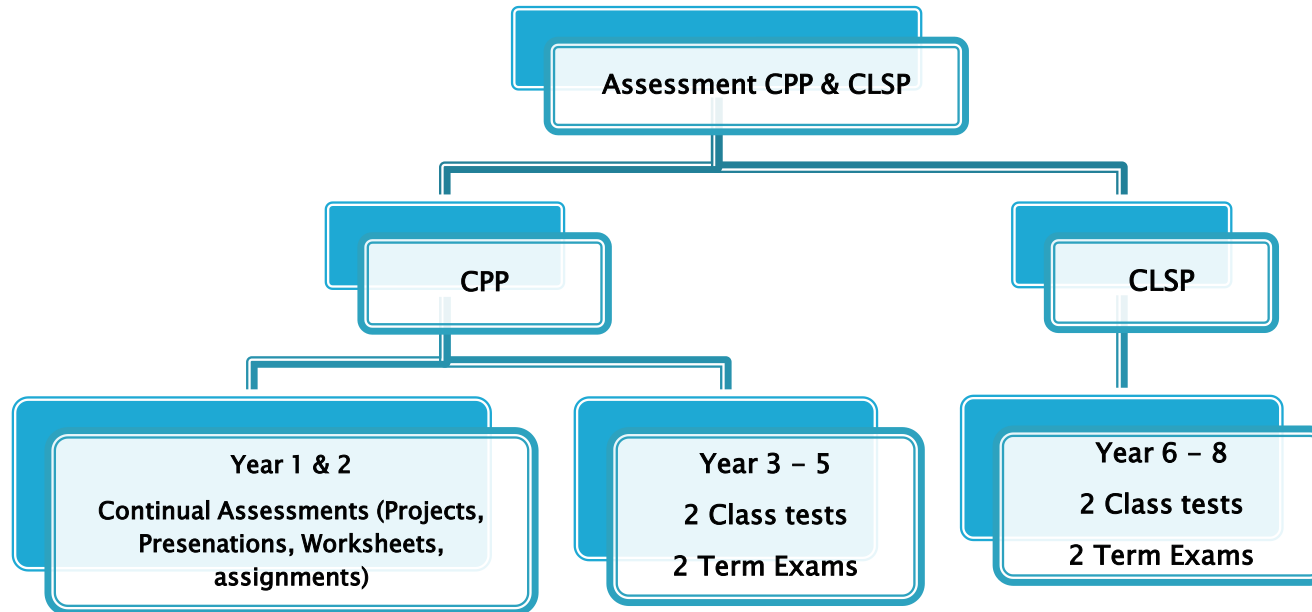 Assessment CPP & CLSP
CPP
CLSP
Year 1 & 2
Continual Assessments (Projects,
Presenations, Worksheets,
assignments)
Year 3 - 5
2 Class tests
2 Term Exams
Year 6 - 8
2 Class tests
2 Term Exams